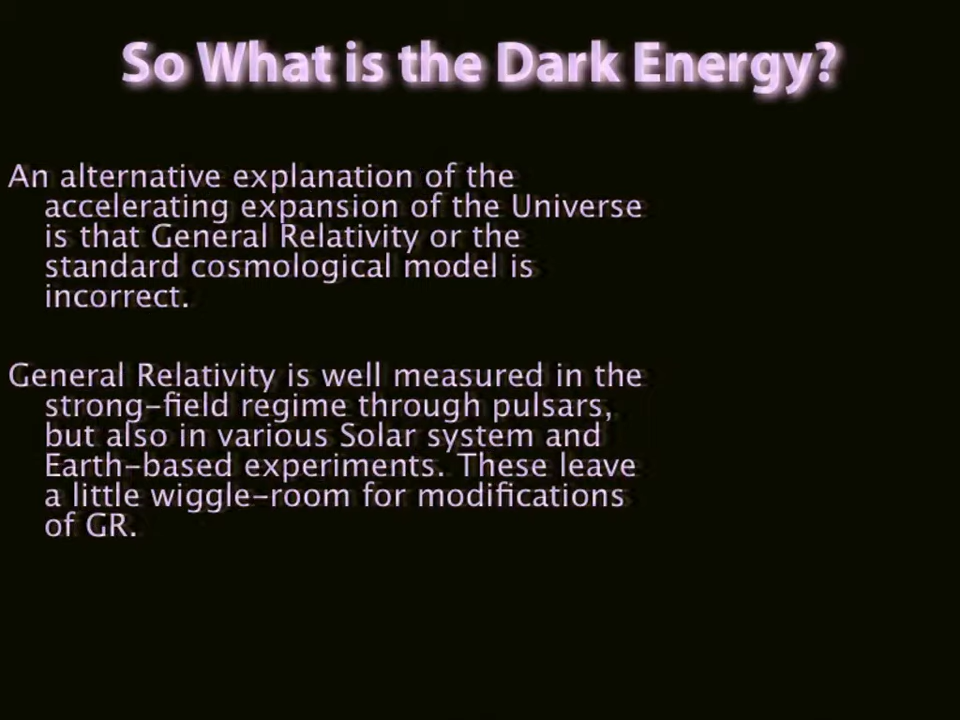 So What is the Dark Energy?
An alternative explanation of the
accelerating expansion of the Universe
is that General Relativity or the
standard cosmological model is
incorrect.
General Relativity is well measured in the
strong-field regime through pulsars,
but also in various Solar system and
Earth-based experiments. These leave
a little wiggle-room for modifications
of GR.